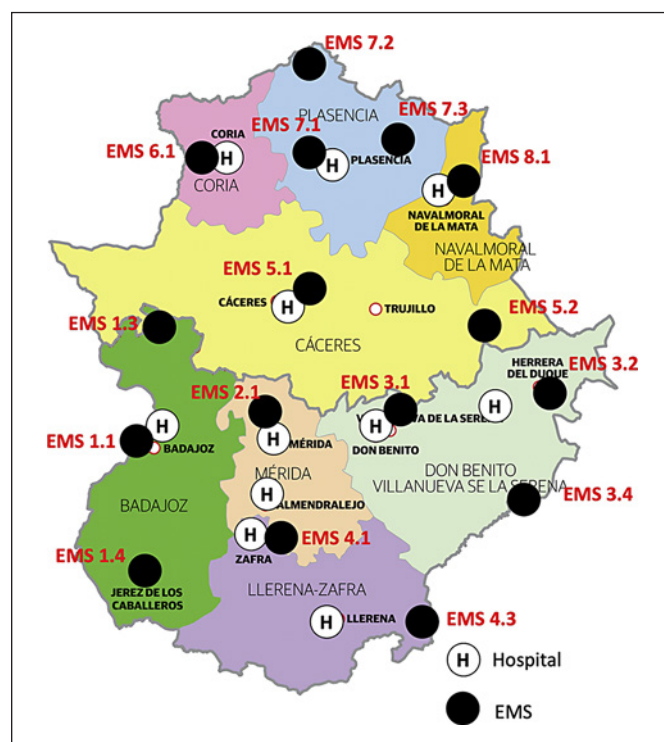 EMS 7.2
PLASENCIA
EMS 7.3
EMS 7.1
CORIA
EMS 6.1
H
H
PLASENCIA
EMS 8.1
CORIA
H
NAVALMORAL
DE LA MATA
NAVALMORAL
DE LA MATA
EMS 5.1
CÁCERES
H
TRUJILLO
EMS 1.3
EMS 5.2
CÁCERES
HERRERA
DEL DUQUE
EMS 3.2
EMS 2.1
EMS 3.1
H
H
H
H
DE LA SERENA
EMS 1.1
BADAJOZ
MÉRIDA
DON BENITO
MÉRIDA
DON BENITO
VILLANUEVA SE LA SERENA
H
ALMENDRALEJO
BADAJOZ
EMS 3.4
H
EMS 4.1
ZAFRA
EMS 1.4
JEREZ DE LOS
CABALLEROS
LLERENA-ZAFRA
H
LLERENA
EMS 4.3
H
Hospital
EMS